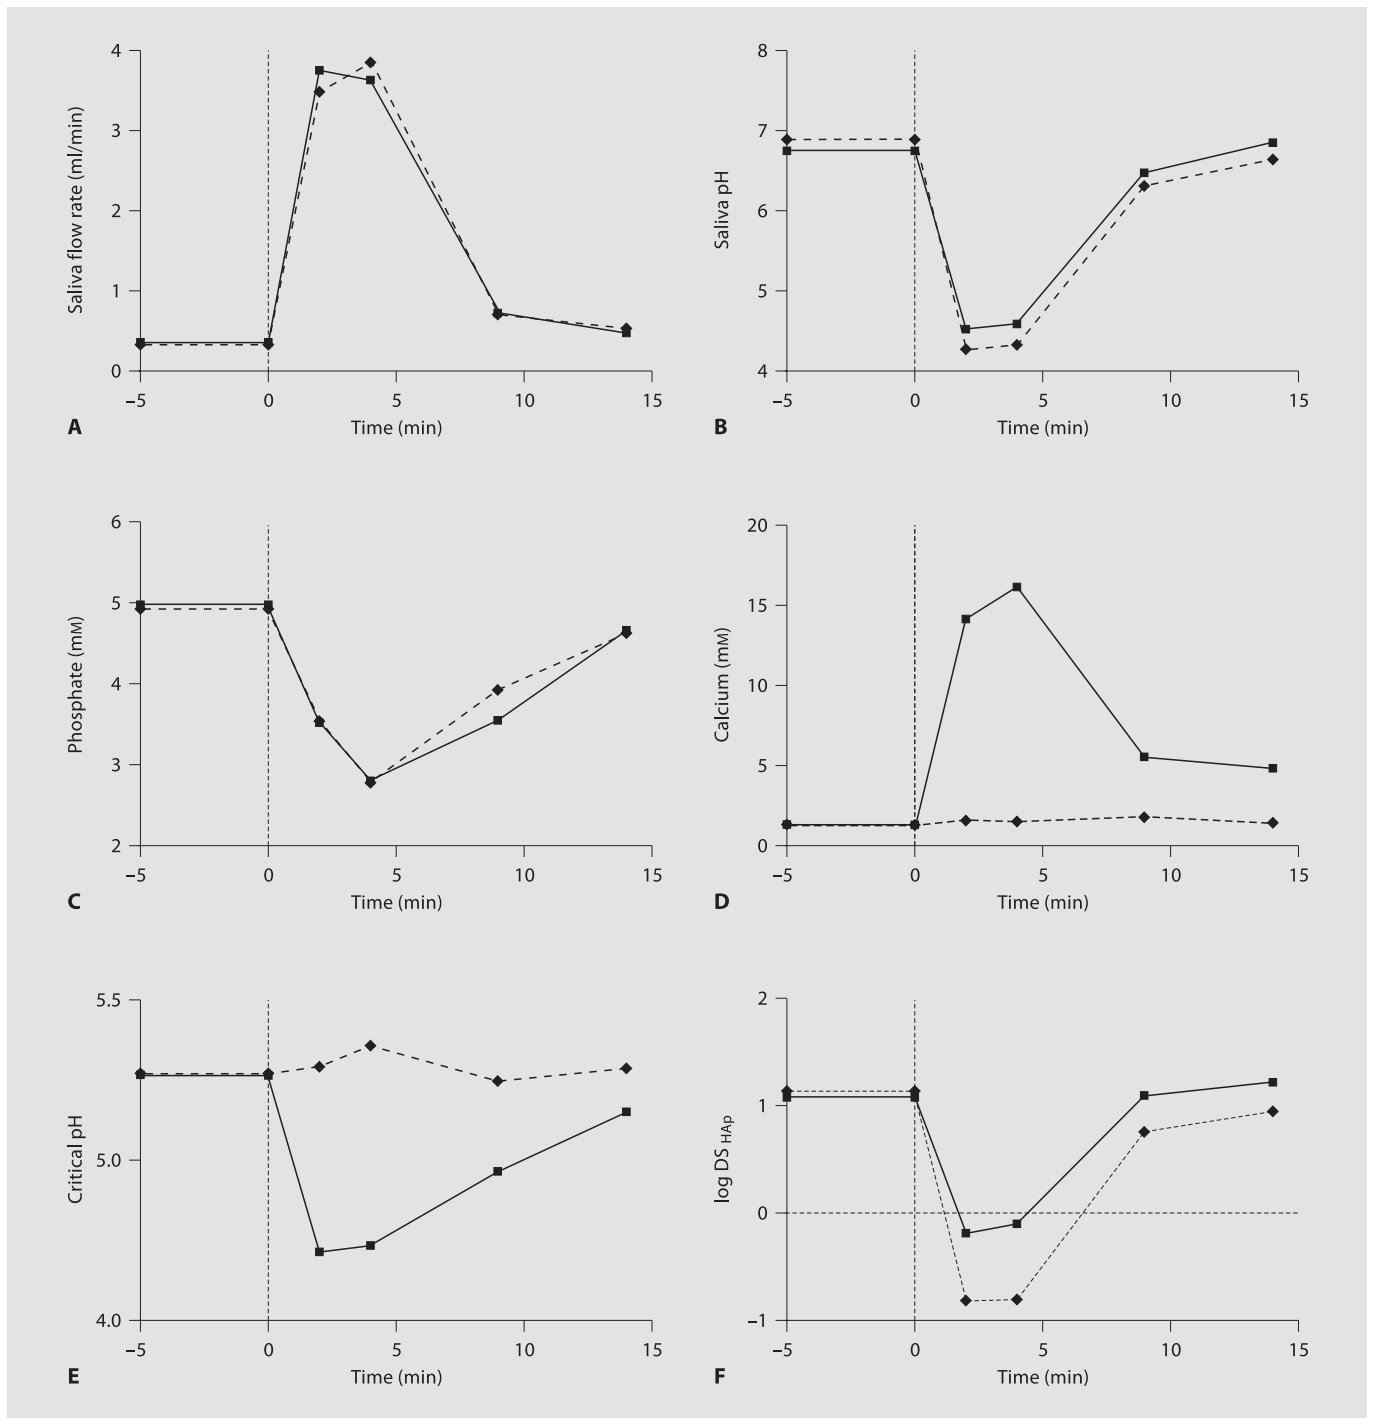 4
3
2
1
0
Saliva flow rate (ml/min)
–5 0 5 10 15
Time (min)
A
8
7
6
5
4
Saliva pH
–5 0 5 10 15
Time (min)
B
6
5
4
3
2
Phosphate (mM)
–5 0 5 10 15
Time (min)
C
20
15
10
5
0
Calcium (mM)
–5 0 5 10 15
Time (min)
D
5.5
5.0
4.0
Critical pH
–5 0 5 10 15
Time (min)
E
2
1
0
–1
log DS HAp
–5 0 5 10 15
Time (min)
F